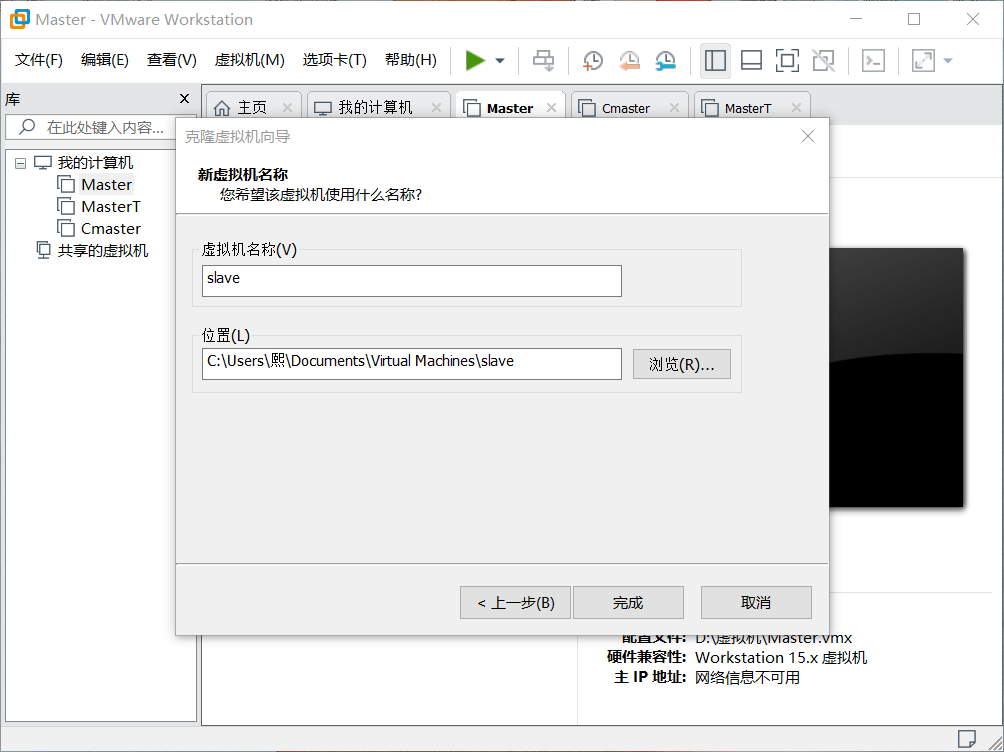 Master - VMware Workstation
文件(F) 编辑(E) 查看(V) 虚拟机(M) 选项卡(T) 帮助(H)
库
主页 我的计算机 Master Cmaster MasterT
在此处键入内容...
我的计算机
Master
MasterT
Cmaster
共享的虚拟机
克隆虚拟机向导
新虚拟机名称
您希望该虚拟机使用什么名称?
虚拟机名称(V)
slave
位置(L)
C:\Users\熙\Documents\Virtual Machines\slave
浏览(R)...
< 上一步(B) 完成 取消
配置文件: D:\虚拟机\Master.vmx
硬件兼容性: Workstation 15.x 虚拟机
主 IP 地址: 网络信息不可用